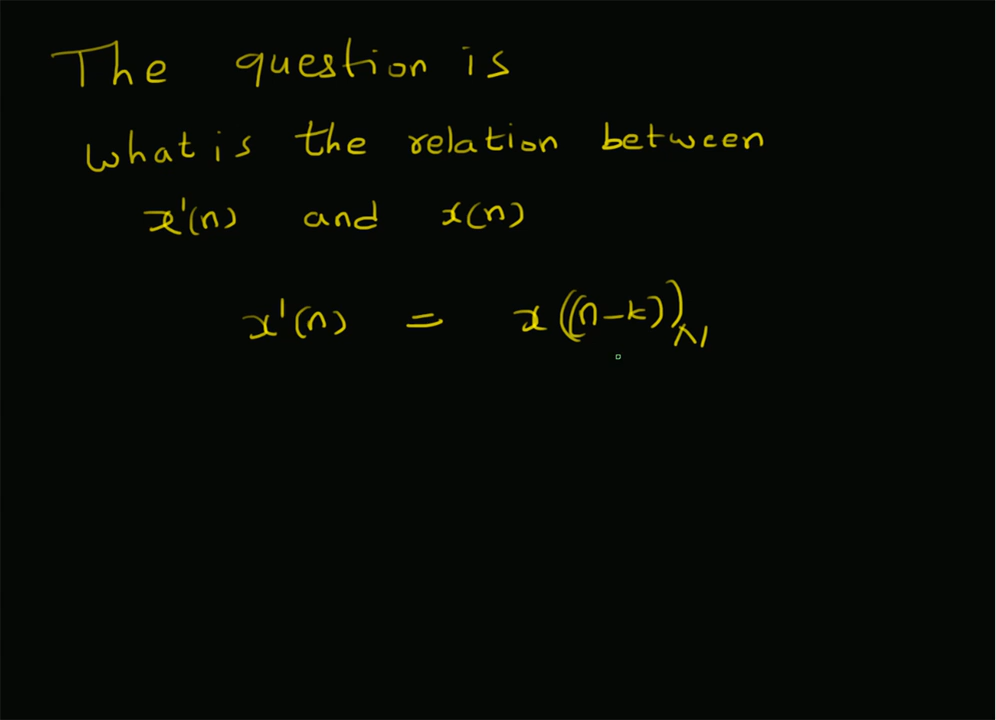 The question is
what is the relation between
x'(n) and x(n)
x'(n) = x((n-k))N